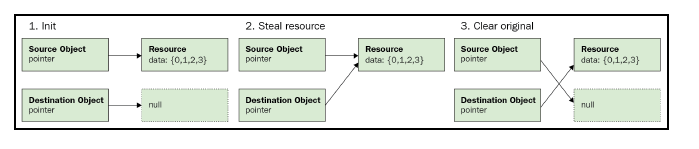 1. Init
Source Object
pointer
Resource
data: {0,1,2,3}
Destination Object
pointer
null
2. Steal resource
Source Object
pointer
Resource
data: {0,1,2,3}
Destination Object
pointer
3. Clear original
Source Object
pointer
Resource
data: {0,1,2,3}
Destination Object
pointer
null